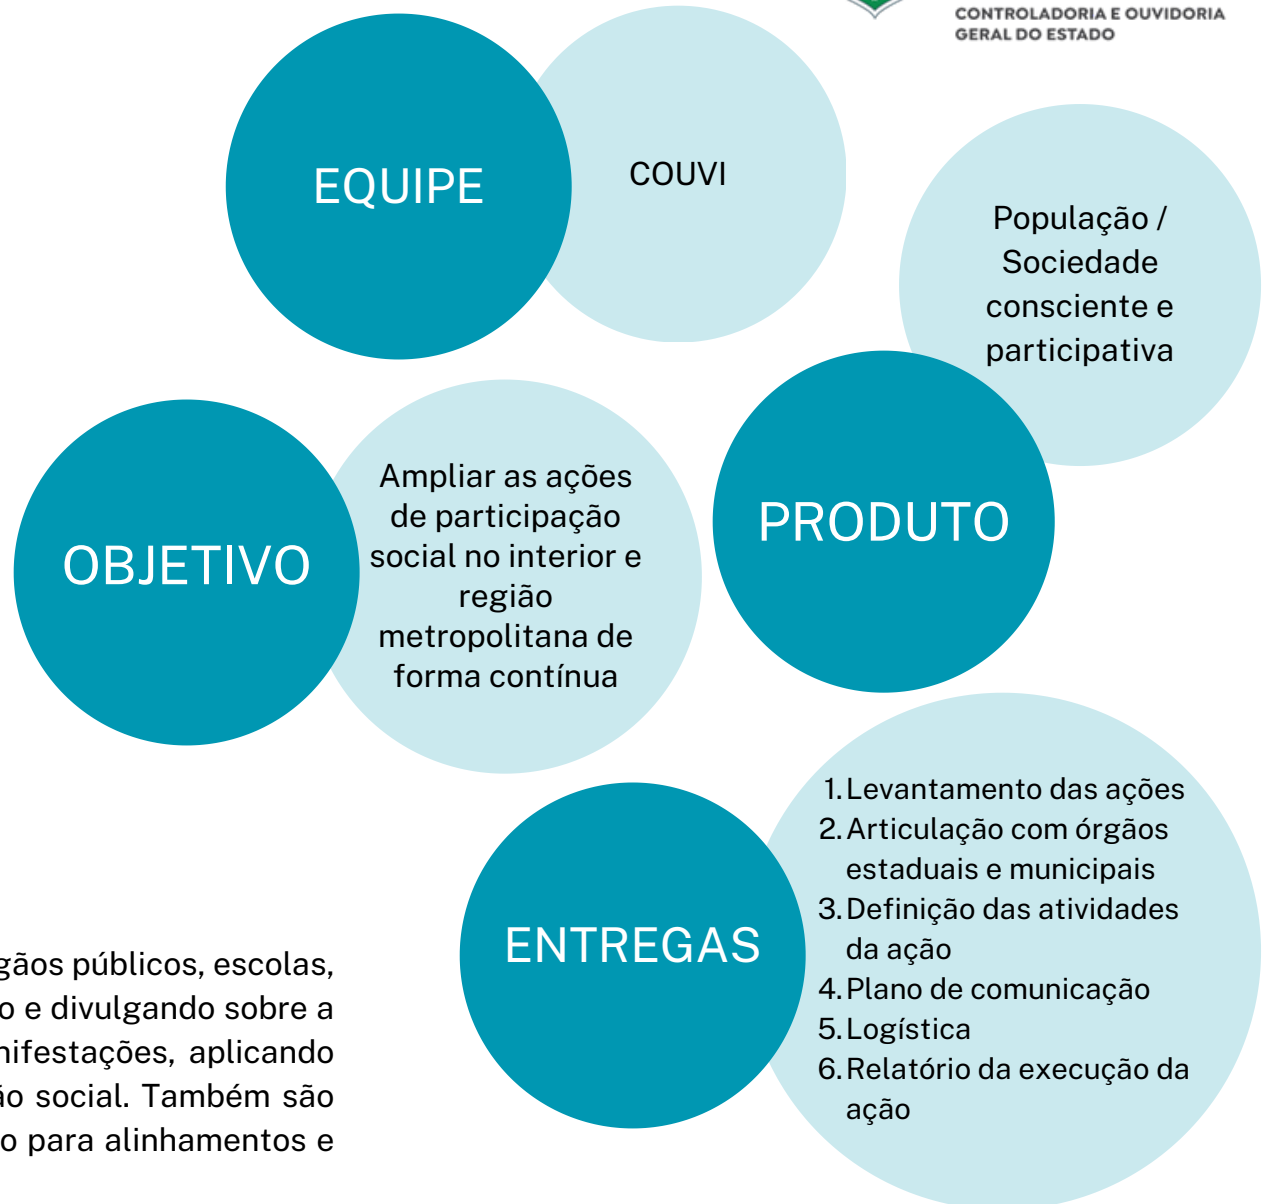 CONTROLADORIA E OUVIDORIA
GERAL DO ESTADO
EQUIPE
COUVI
População /
Sociedade
consciente e
participativa
OBJETIVO
Ampliar as ações
de participação
social no interior e
região
metropolitana de
forma contínua
PRODUTO
ENTREGAS
1. Levantamento das ações
2. Articulação com órgãos
estaduais e municipais
3. Definição das atividades
da ação
4. Plano de comunicação
5. Logística
6. Relatório da execução da
ação
públicos, escolas,
e divulgando sobre a
aplicando
social. Também são
para alinhamentos e